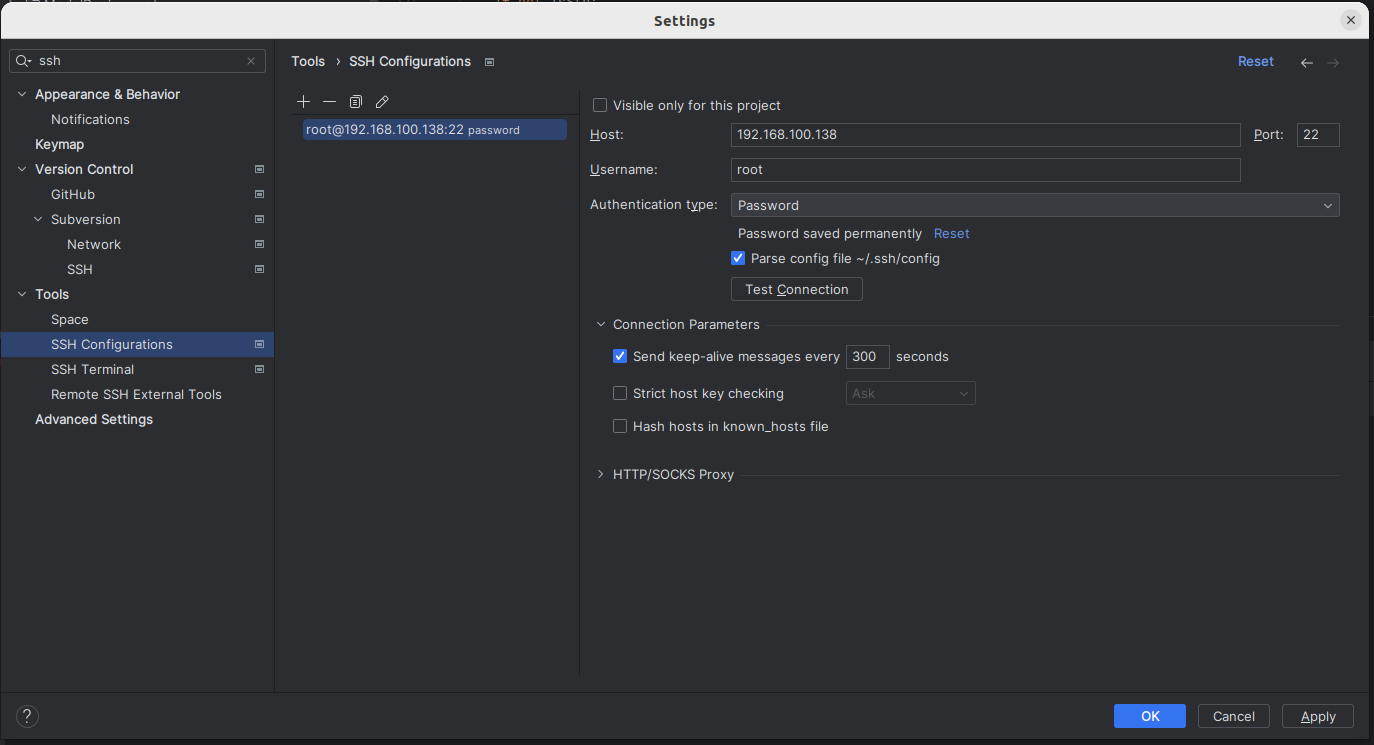 Settings
ssh
Appearance & Behavior
Notifications
Keymap
Version Control
GitHub
Subversion
Network
SSH
Tools
Space
SSH Configurations
SSH Terminal
Remote SSH External Tools
Advanced Settings
Tools › SSH Configurations
Reset
root@192.168.100.138:22 password
Visible only for this project
Host: 192.168.100.138 Port: 22
Username: root
Authentication type: Password
Password saved permanently Reset
Parse config file ~/.ssh/config
Test Connection
Connection Parameters
Send keep-alive messages every 300 seconds
Strict host key checking Ask
Hash hosts in known_hosts file
HTTP/SOCKS Proxy
? OK Cancel Apply